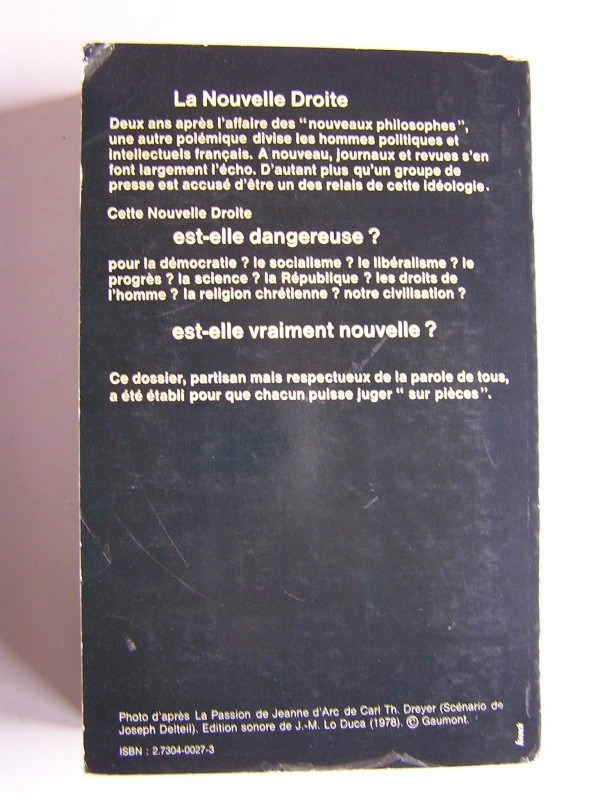 La Nouvelle Droite
Deux ans après l'affaire des "nouveaux philosophes",
une autre polémique divise les hommes politiques et
intellectuels français. A nouveau, journaux et revues s'en
font largement l'écho. D'autant plus qu'un groupe de
presse est accusé d'être un des relais de cette idéologie.
Cette Nouvelle Droite
est-elle dangereuse ?
pour la démocratie ? le socialisme ? le libéralisme ? le
progrès ? la science ? la République ? les droits de
l'homme ? la religion chrétienne ? notre civilisation ?
est-elle vraiment nouvelle ?
Ce dossier, partisan mais respectueux de la parole de tous,
a été établi pour que chacun puisse juger " sur pièces".
Photo d'après La Passion de Jeanne d'Arc de Carl Th. Dreyer (Scénario de
Joseph Delteil). Edition sonore de J.-M. Lo Duca (1978). © Gaumont.
ISBN : 2.7304-0027-3